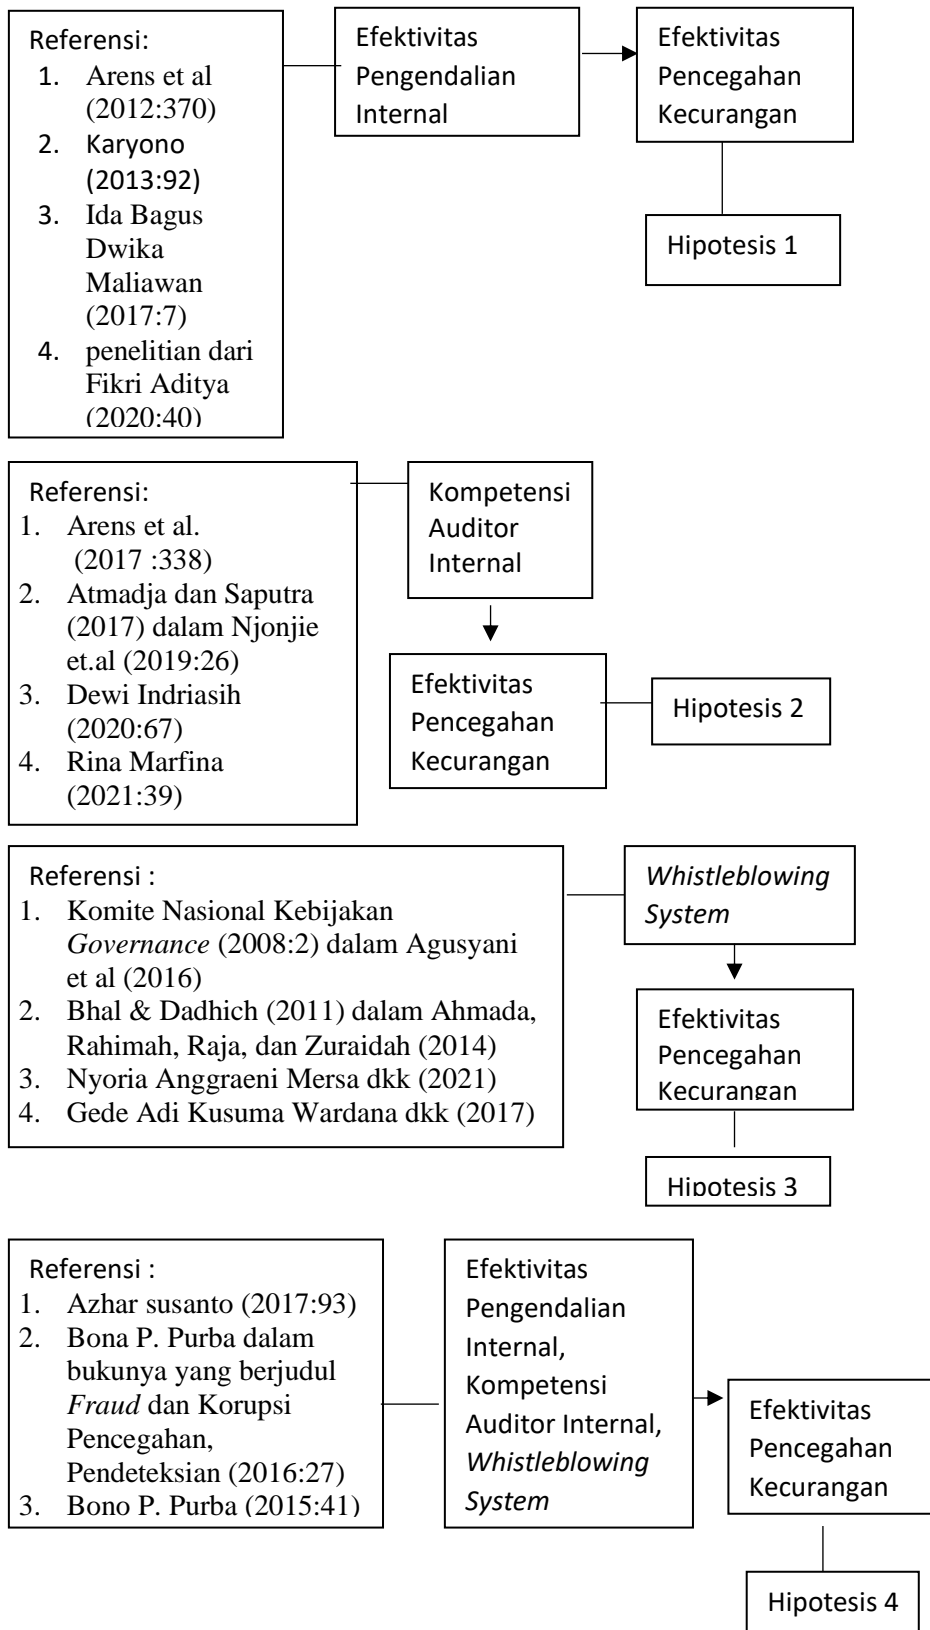 Referensi:
1. Arens et al
(2012:370)
2. Karyono
(2013:92)
3. Ida Bagus
Dwika
Maliawan
(2017:7)
4. penelitian dari
Fikri Aditya
(2020:40)
Efektivitas
Pengendalian
Internal
Efektivitas
Pencegahan
Kecurangan
Hipotesis 1
Referensi:
1. Arens et al.
(2017 :338)
2. Atmadja dan Saputra
(2017) dalam Njonjie
et.al (2019:26)
3. Dewi Indriasih
(2020:67)
4. Rina Marfina
(2021:39)
Kompetensi
Auditor
Internal
Efektivitas
Pencegahan
Kecurangan
Hipotesis 2
Referensi :
1. Komite Nasional Kebijakan
Governance (2008:2) dalam Agusyani
et al (2016)
2. Bhal & Dadhich (2011) dalam Ahmada,
Rahimah, Raja, dan Zuraidah (2014)
3. Nyoria Anggraeni Mersa dkk (2021)
4. Gede Adi Kusuma Wardana dkk (2017)
Whistleblowing
System
Efektivitas
Pencegahan
Kecurangan
Hipotesis 3
Referensi :
1. Azhar susanto (2017:93)
2. Bona P. Purba dalam
bukunya yang berjudul
Fraud dan Korupsi
Pencegahan,
Pendeteksian (2016:27)
3. Bono P. Purba (2015:41)
Efektivitas
Pengendalian
Internal,
Kompetensi
Auditor Internal,
Whistleblowing
System
Efektivitas
Pencegahan
Kecurangan
Hipotesis 4